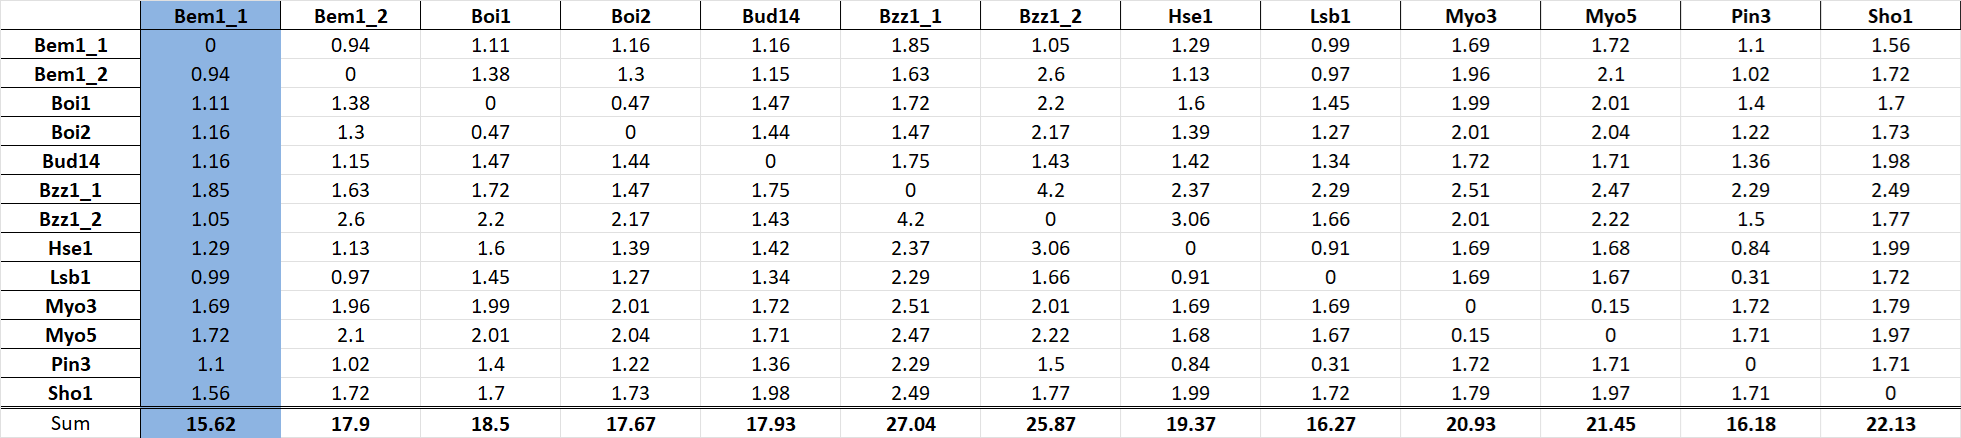 Bem1_1 Bem1_2 Boi1 Boi2 Bud14 Bzz1_1 Bzz1_2 Hse1 Lsb1 Myo3 Myo5 Pin3 Sho1
Bem1_1 0 0.94 1.11 1.16 1.16 1.85 1.05 1.29 0.99 1.69 1.72 1.1 1.56
Bem1_2 0.94 0 1.38 1.3 1.15 1.63 2.6 1.13 0.97 1.96 2.1 1.02 1.72
Boi1 1.11 1.38 0 0.47 1.47 1.72 2.2 1.6 1.45 1.99 2.01 1.4 1.7
Boi2 1.16 1.3 0.47 0 1.44 1.47 2.17 1.39 1.27 2.01 2.04 1.22 1.73
Bud14 1.16 1.15 1.47 1.44 0 1.75 1.43 1.42 1.34 1.72 1.71 1.36 1.98
Bzz1_1 1.85 1.63 1.72 1.47 1.75 0 4.2 2.37 2.29 2.51 2.47 2.29 2.49
Bzz1_2 1.05 2.6 2.2 2.17 1.43 4.2 0 3.06 1.66 2.01 2.22 1.5 1.77
Hse1 1.29 1.13 1.6 1.39 1.42 2.37 3.06 0 0.91 1.69 1.68 0.84 1.99
Lsb1 0.99 0.97 1.45 1.27 1.34 2.29 1.66 0.91 0 1.69 1.67 0.31 1.72
Myo3 1.69 1.96 1.99 2.01 1.72 2.51 2.01 1.69 1.69 0 0.15 1.72 1.79
Myo5 1.72 2.1 2.01 2.04 1.71 2.47 2.22 1.68 1.67 0.15 0 1.71 1.97
Pin3 1.1 1.02 1.4 1.22 1.36 2.29 1.5 0.84 0.31 1.72 1.71 0 1.71
Sho1 1.56 1.72 1.7 1.73 1.98 2.49 1.77 1.99 1.72 1.79 1.97 1.71 0
Sum 15.62 17.9 18.5 17.67 17.93 27.04 25.87 19.37 16.27 20.93 21.45 16.18 22.13